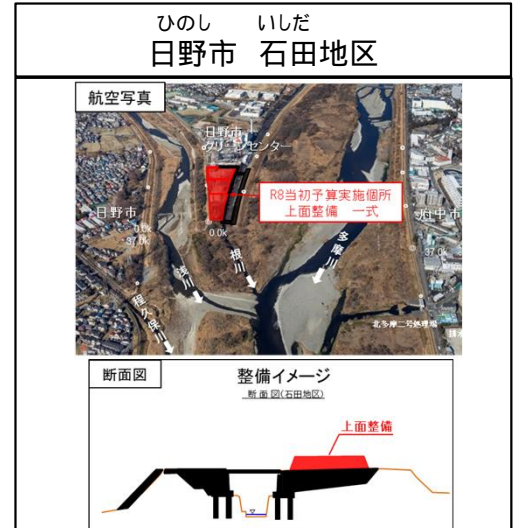 ひのし いしだ
日野市 石田地区
航空写真
日野市
クリーンセンター
R8当初予算実施個所
上面整備 一式
日野市
府中市
0.0k
37.0k
0.0k
37.0k
浅川
根川
多摩川
程久保川
北多摩二号処理場
排水
断面図
整備イメージ
断面図(石田地区)
上面整備